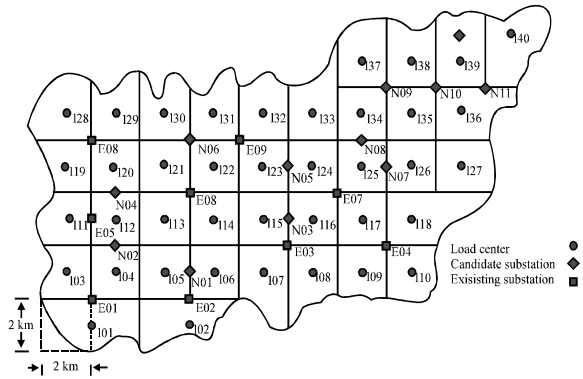 I40
I37
I38
I39
N09
N10
N11
I28
I29
I30
I31
I32
I33
I34
I35
I36
E08
N06
E09
N08
I19
I20
I21
I22
I23
N05
I24
I25
N07
I26
I27
N04
E08
E07
I11
E05
I12
I13
I14
I15
N03
I16
I17
I18
N02
E03
E04
I03
I04
I05
N01
I06
I07
I08
I09
I10
Load center
Candidate substation
Exisisting substation
E01
E02
2 km
I01
I02
2 km